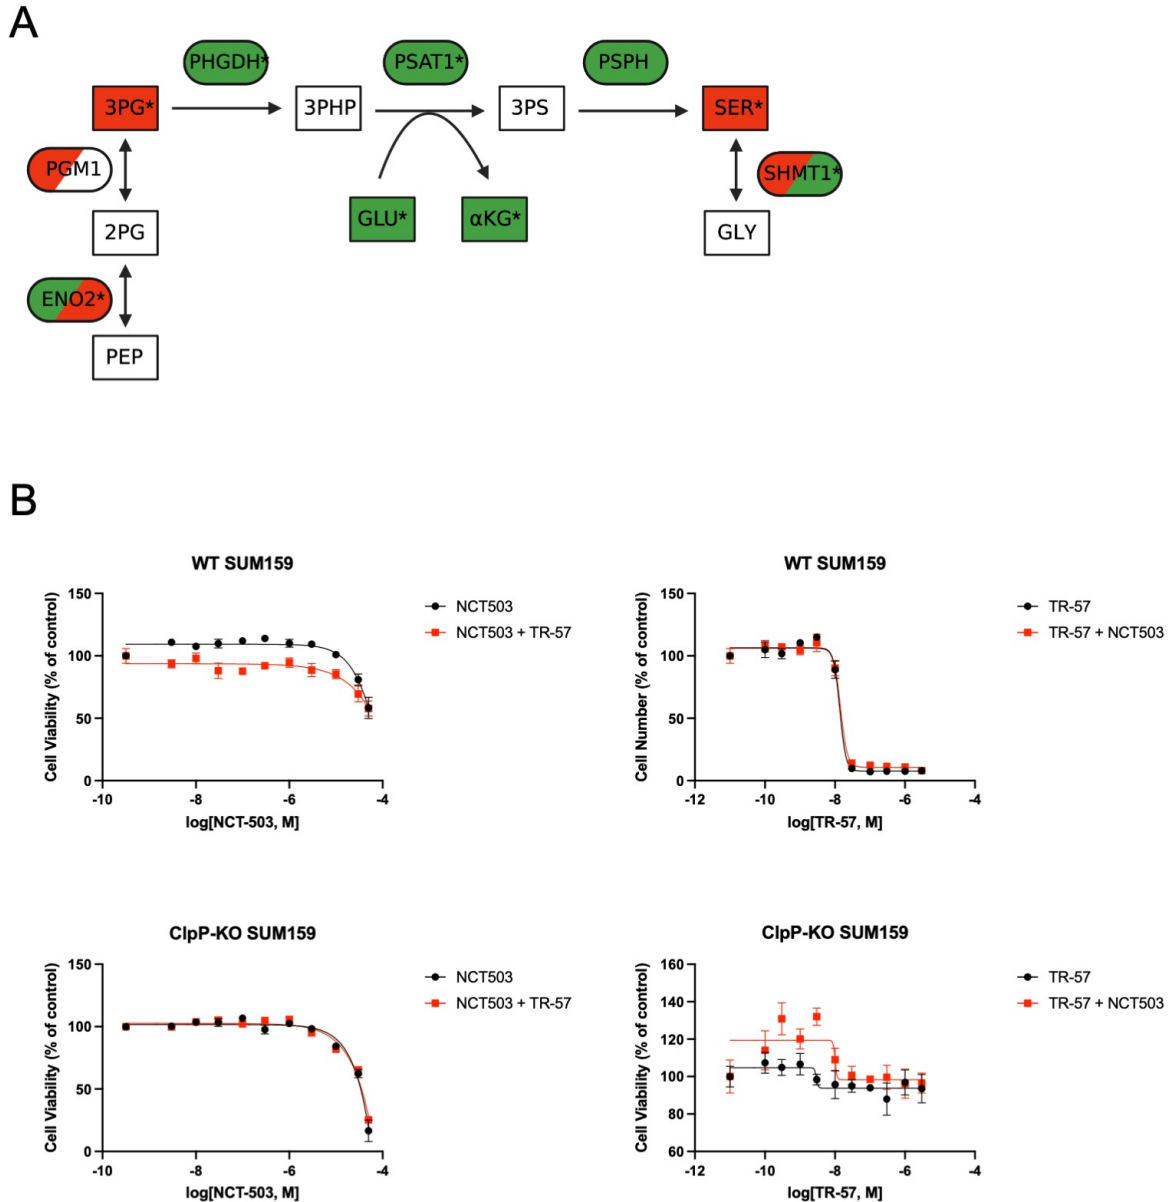 A
PHGDH*
PSAT1*
PSPH
3PG*
3PHP
3PS
SER*
PGM1
SHMT1*
2PG
GLU*
αKG*
GLY
ENO2*
PEP
B
WT SUM159
150
100
50
0
Cell Viability (% of control)
-10
-8
-6
-4
log[NCT-503, M]
NCT503
NCT503 + TR-57
WT SUM159
150
100
50
0
Cell Number (% of control)
-12
-10
-8
-6
-4
log[TR-57, M]
TR-57
TR-57 + NCT503
ClpP-KO SUM159
150
100
50
0
Cell Viability (% of control)
-10
-8
-6
-4
log[NCT-503, M]
NCT503
NCT503 + TR-57
ClpP-KO SUM159
160
140
120
100
80
60
Cell Viability (% of control)
-12
-10
-8
-6
-4
log[TR-57, M]
TR-57
TR-57 + NCT503